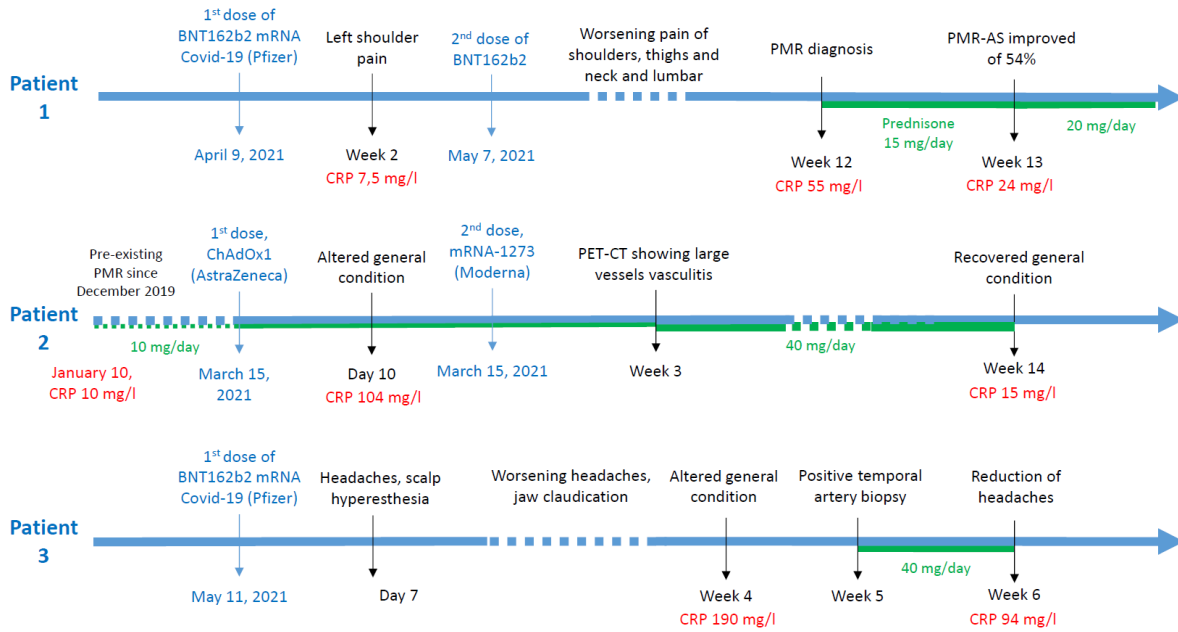 Patient
1
1st dose of
BNT162b2 mRNA
Covid-19 (Pfizer)
April 9, 2021
Left shoulder
pain
Week 2
CRP 7,5 mg/l
2nd dose of
BNT162b2
May 7, 2021
Worsening pain of
shoulders, thighs and
neck and lumbar
PMR diagnosis
Week 12
CRP 55 mg/l
Prednisone
15 mg/day
PMR-AS improved
of 54%
Week 13
CRP 24 mg/l
20 mg/day
Patient
2
Pre-existing
PMR since
December 2019
10 mg/day
January 10,
CRP 10 mg/l
1st dose,
ChAdOx1
(AstraZeneca)
March 15,
2021
Altered general
condition
Day 10
CRP 104 mg/l
2nd dose,
mRNA-1273
(Moderna)
March 15, 2021
PET-CT showing large
vessels vasculitis
Week 3
40 mg/day
Recovered general
condition
Week 14
CRP 15 mg/l
Patient
3
1st dose of
BNT162b2 mRNA
Covid-19 (Pfizer)
May 11, 2021
Headaches, scalp
hyperesthesia
Day 7
Worsening headaches,
jaw claudication
Altered general
condition
Week 4
CRP 190 mg/l
Positive temporal
artery biopsy
Week 5
40 mg/day
Reduction of
headaches
Week 6
CRP 94 mg/l